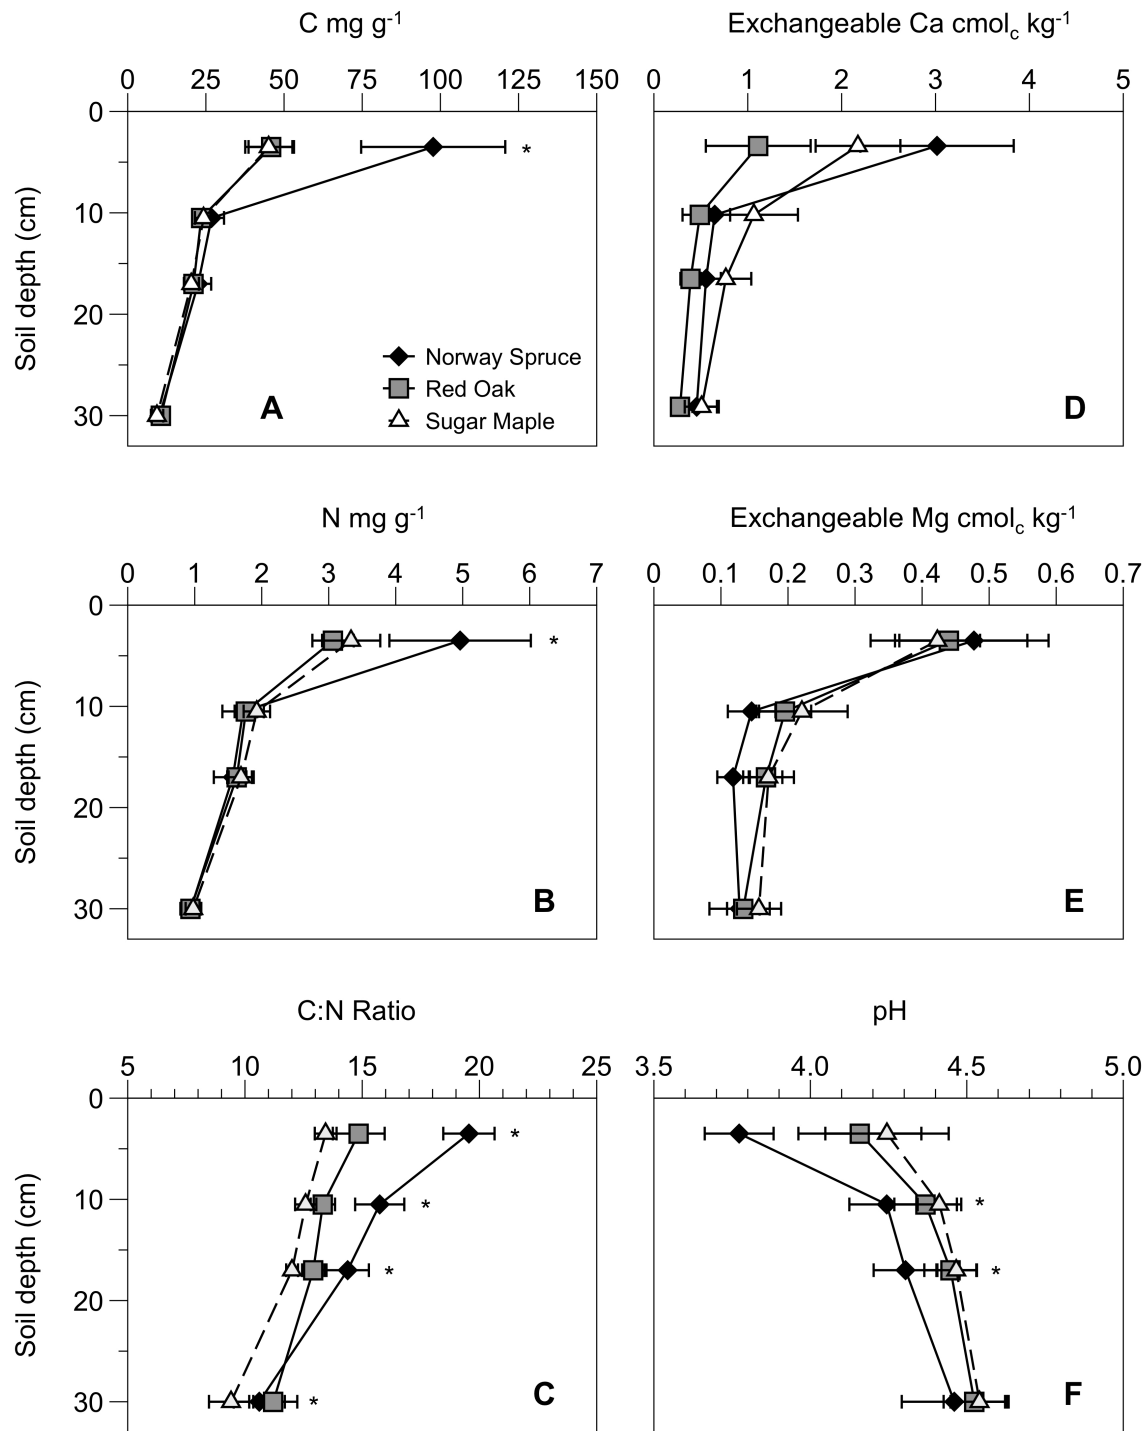 C mg g-1
0 25 50 75 100 125 150
0
10
20
30
Soil depth (cm)
Norway Spruce
Red Oak
Sugar Maple
*
A
Exchangeable Ca cmolc kg-1
0 1 2 3 4 5
D
N mg g-1
0 1 2 3 4 5 6 7
0
10
20
30
Soil depth (cm)
*
B
Exchangeable Mg cmolc kg-1
0 0.1 0.2 0.3 0.4 0.5 0.6 0.7
E
C:N Ratio
5 10 15 20 25
0
10
20
30
Soil depth (cm)
*
*
*
*
C
pH
3.5 4.0 4.5 5.0
*
*
F